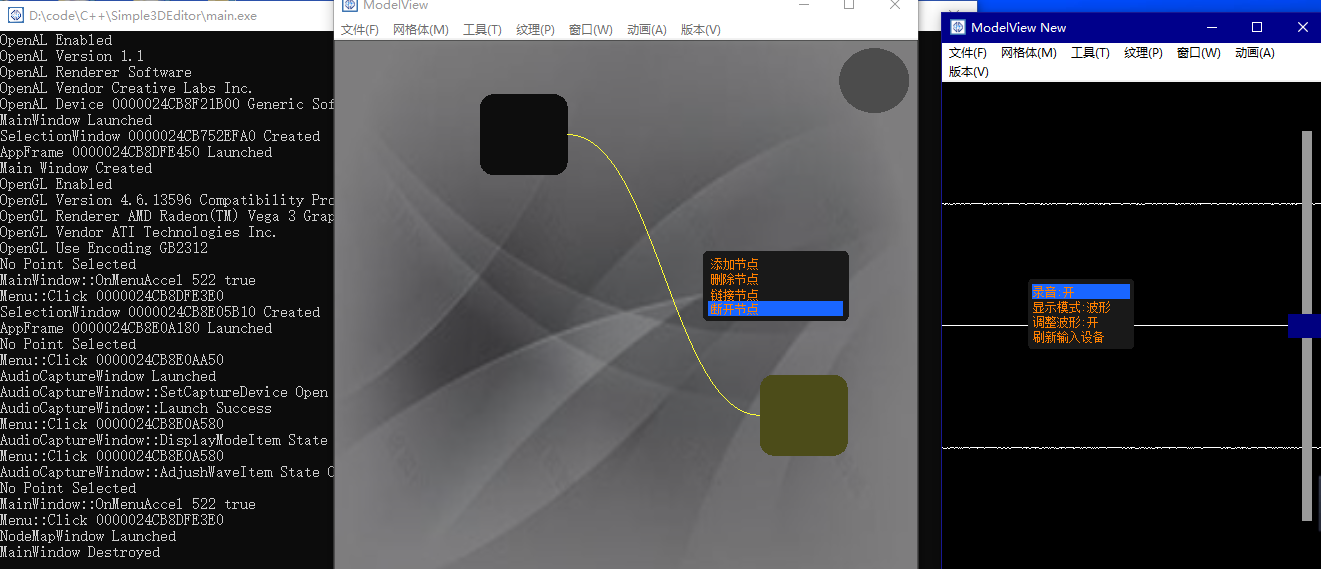 D:\code\C++\Simple3DEditor\main.exe
OpenAL Enabled
OpenAL Version 1.1
OpenAL Renderer Software
OpenAL Vendor Creative Labs Inc.
OpenAL Device 0000024CB8F21B00 Generic Sof
MainWindow Launched
SelectionWindow 0000024CB752EFA0 Created
AppFrame 0000024CB8DFE450 Launched
Main Window Created
OpenGL Enabled
OpenGL Version 4.6.13596 Compatibility Pro
OpenGL Renderer AMD Radeon(TM) Vega 3 Grap
OpenGL Vendor ATI Technologies Inc.
OpenGL Use Encoding GB2312
No Point Selected
MainWindow::OnMenuAccel 522 true
Menu::Click 0000024CB8DFE3E0
SelectionWindow 0000024CB8E05B10 Created
AppFrame 0000024CB8E0A180 Launched
No Point Selected
Menu::Click 0000024CB8E0AA50
AudioCaptureWindow Launched
AudioCaptureWindow::SetCaptureDevice Open
AudioCaptureWindow::Launch Success
Menu::Click 0000024CB8E0A580
AudioCaptureWindow::DisplayModeItem State
Menu::Click 0000024CB8E0A580
AudioCaptureWindow::AdjushWaveItem State
No Point Selected
MainWindow::OnMenuAccel 522 true
Menu::Click 0000024CB8DFE3E0
NodeMapWindow Launched
MainWindow Destroyed
ModelView
文件(F) 网格体(M) 工具(T) 纹理(P) 窗口(W) 动画(A) 版本(V)
添加节点
删除节点
链接节点
断开节点
ModelView New
文件(F) 网格体(M) 工具(T) 纹理(P) 窗口(W) 动画(A)
版本(V)
录音:开
显示模式:波形
调整波形:开
刷新输入设备